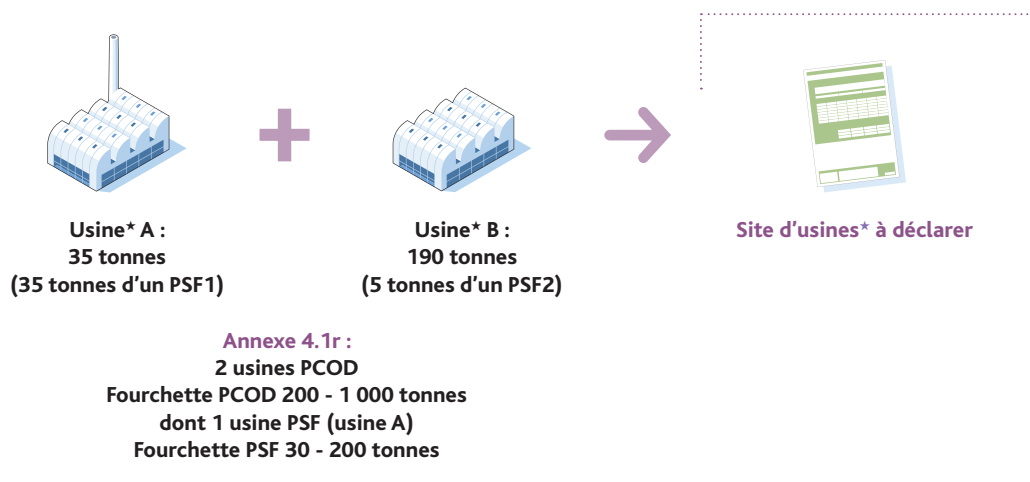 Usine★ A :
35 tonnes
(35 tonnes d’un PSF1)
Usine★ B :
190 tonnes
(5 tonnes d’un PSF2)
Site d’usines★ à déclarer
Annexe 4.1r :
2 usines PCOD
Fourchette PCOD 200 - 1 000 tonnes
dont 1 usine PSF (usine A)
Fourchette PSF 30 - 200 tonnes